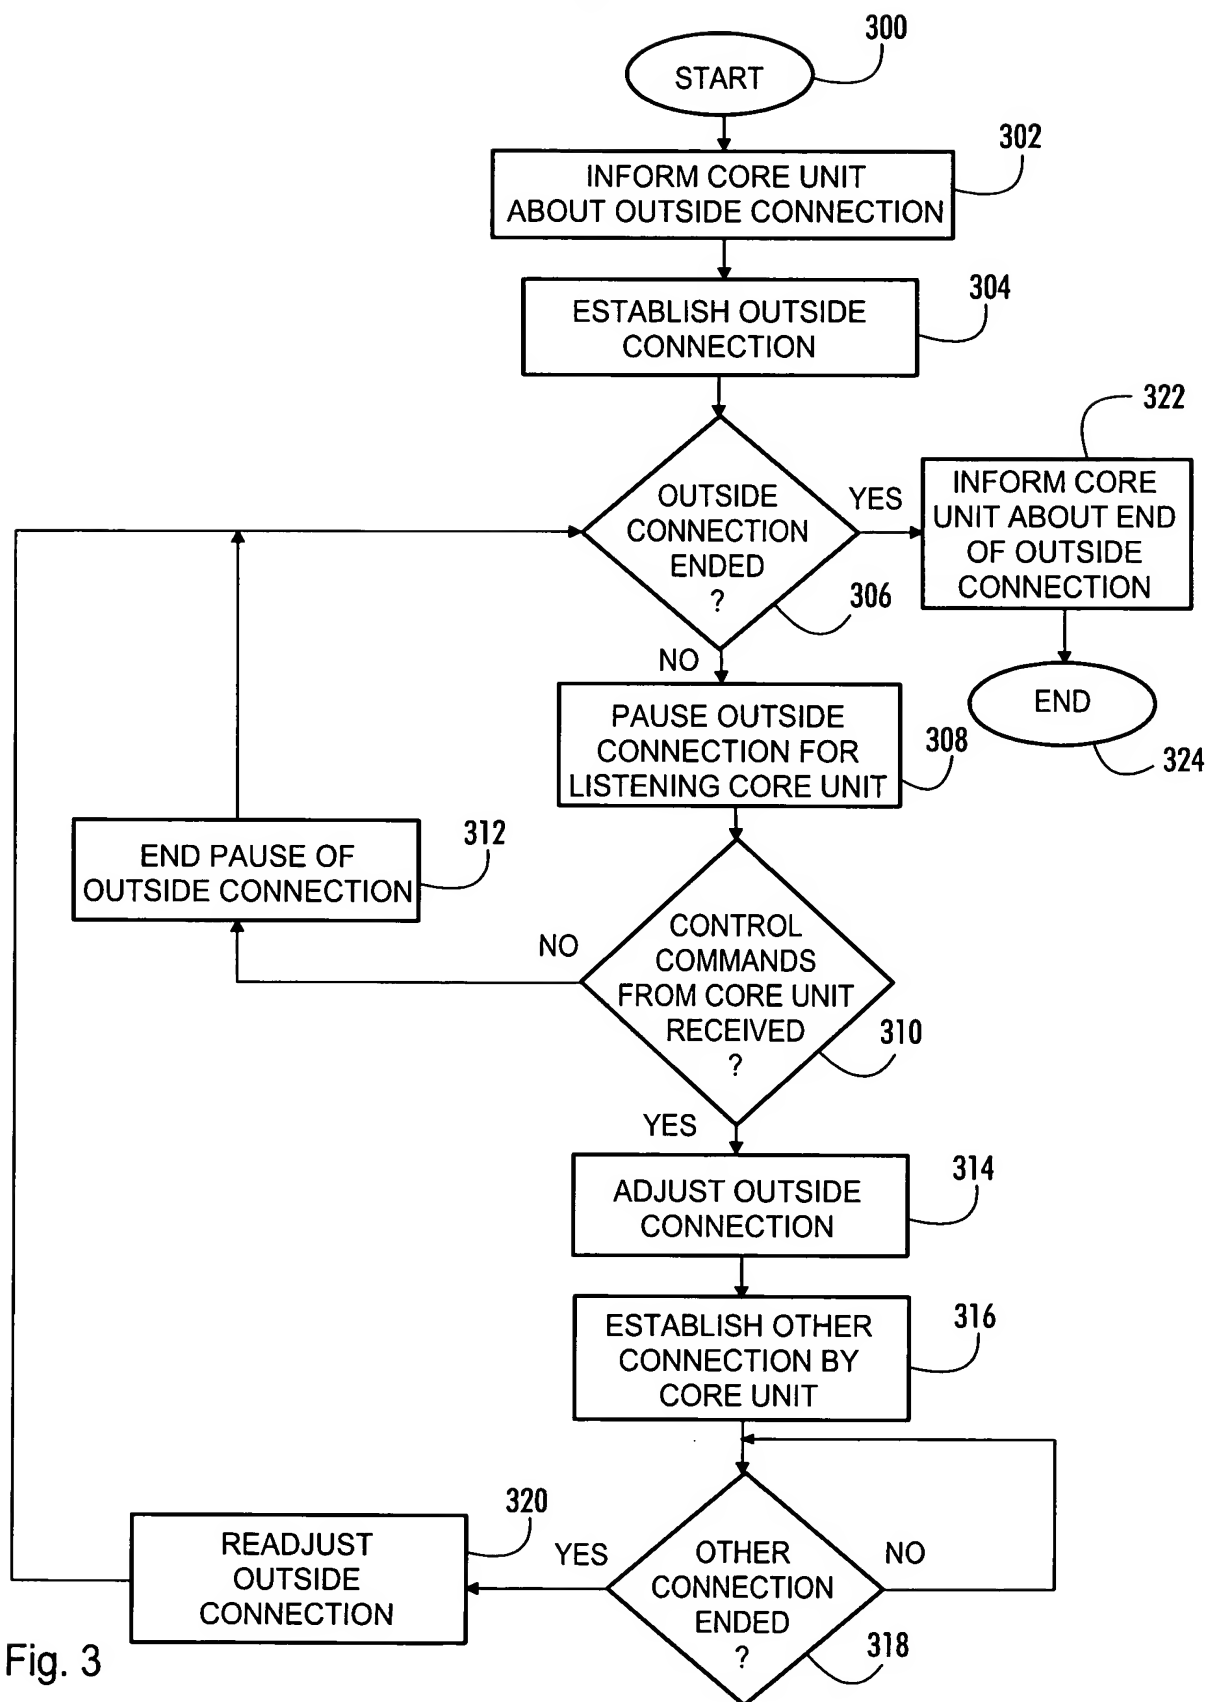 300
START
302
INFORM CORE UNIT
ABOUT OUTSIDE CONNECTION
304
ESTABLISH OUTSIDE
CONNECTION
322
OUTSIDE
CONNECTION
ENDED
?
306
YES
INFORM CORE
UNIT ABOUT END
OF OUTSIDE
CONNECTION
NO
END
324
PAUSE OUTSIDE
CONNECTION FOR
LISTENING CORE UNIT
308
312
END PAUSE OF
OUTSIDE CONNECTION
NO
CONTROL
COMMANDS
FROM CORE UNIT
RECEIVED
?
310
YES
314
ADJUST OUTSIDE
CONNECTION
316
ESTABLISH OTHER
CONNECTION BY
CORE UNIT
320
READJUST
OUTSIDE
CONNECTION
YES
OTHER
CONNECTION
ENDED
?
NO
318
Fig. 3